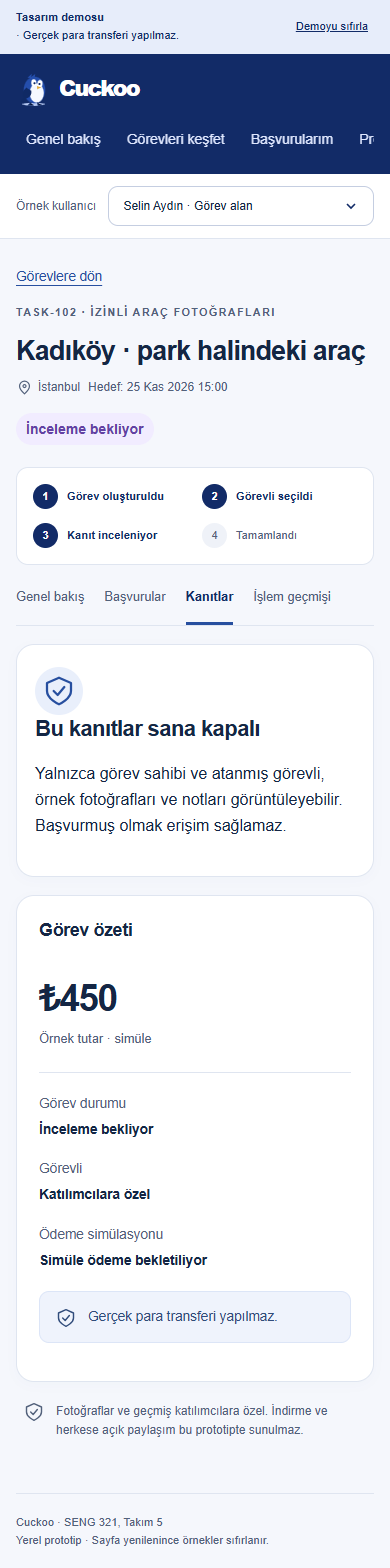 Tasarım demosu
· Gerçek para transferi yapılmaz.
Demoyu sıfırla
Cuckoo
Genel bakış Görevleri keşfet Başvurularım Pr
Örnek kullanıcı Selin Aydın · Görev alan
Görevlere dön
TASK-102 · İZİNLİ ARAÇ FOTOĞRAFLARI
Kadıköy · park halindeki araç
İstanbul Hedef: 25 Kas 2026 15:00
İnceleme bekliyor
1 Görev oluşturuldu 2 Görevli seçildi
3 Kanıt inceleniyor 4 Tamamlandı
Genel bakış Başvurular Kanıtlar İşlem geçmişi
Bu kanıtlar sana kapalı
Yalnızca görev sahibi ve atanmış görevli,
örnek fotoğrafları ve notları görüntüleyebilir.
Başvurmuş olmak erişim sağlamaz.
Görev özeti
₺450
Örnek tutar · simüle
Görev durumu
İnceleme bekliyor
Görevli
Katılımcılara özel
Ödeme simülasyonu
Simüle ödeme bekletiliyor
Gerçek para transferi yapılmaz.
Fotoğraflar ve geçmiş katılımcılara özel. İndirme ve
herkese açık paylaşım bu prototipte sunulmaz.
Cuckoo · SENG 321, Takım 5
Yerel prototip · Sayfa yenilenince örnekler sıfırlanır.